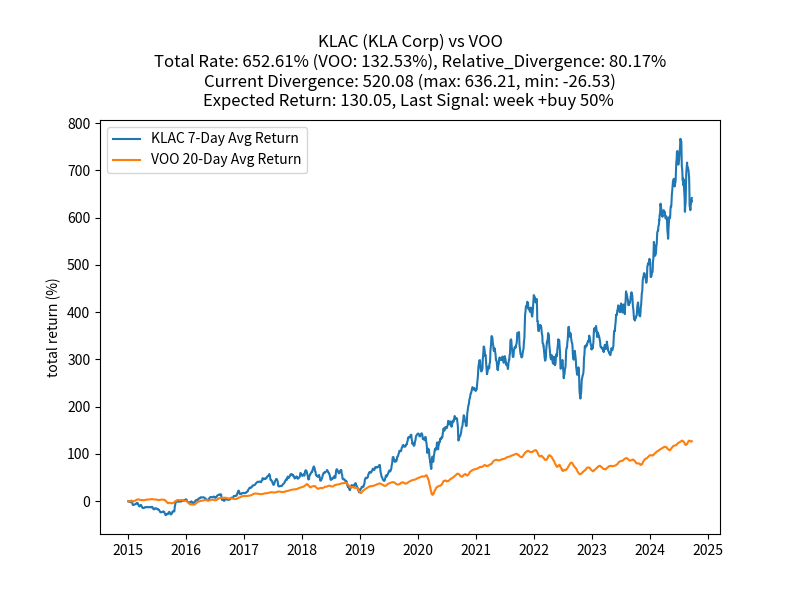 KLAC (KLA Corp) vs VOO
Total Rate: 652.61% (VOO: 132.53%), Relative_Divergence: 80.17%
Current Divergence: 520.08 (max: 636.21, min: -26.53)
Expected Return: 130.05, Last Signal: week +buy 50%
KLAC 7-Day Avg Return
VOO 20-Day Avg Return
total return (%)
800
700
600
500
400
300
200
100
0
2015 2016 2017 2018 2019 2020 2021 2022 2023 2024 2025